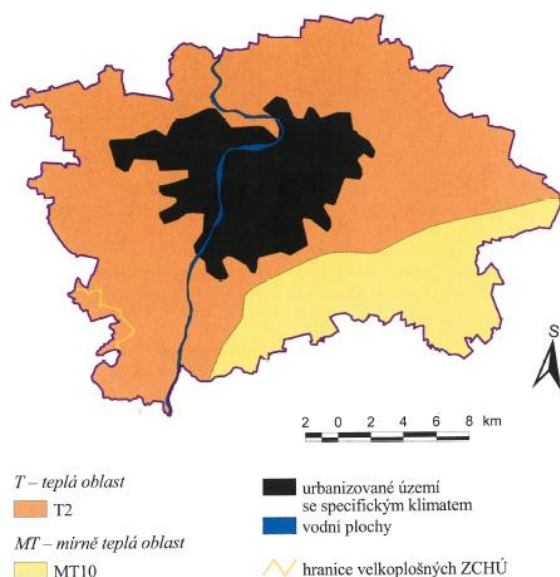 S
2 0 2 4 6 8 km
T – teplá oblast
T2
MT – mírně teplá oblast
MT10
urbanizované území
se specifickým klimatem
vodní plochy
hranice velkoplošných ZCHÚ